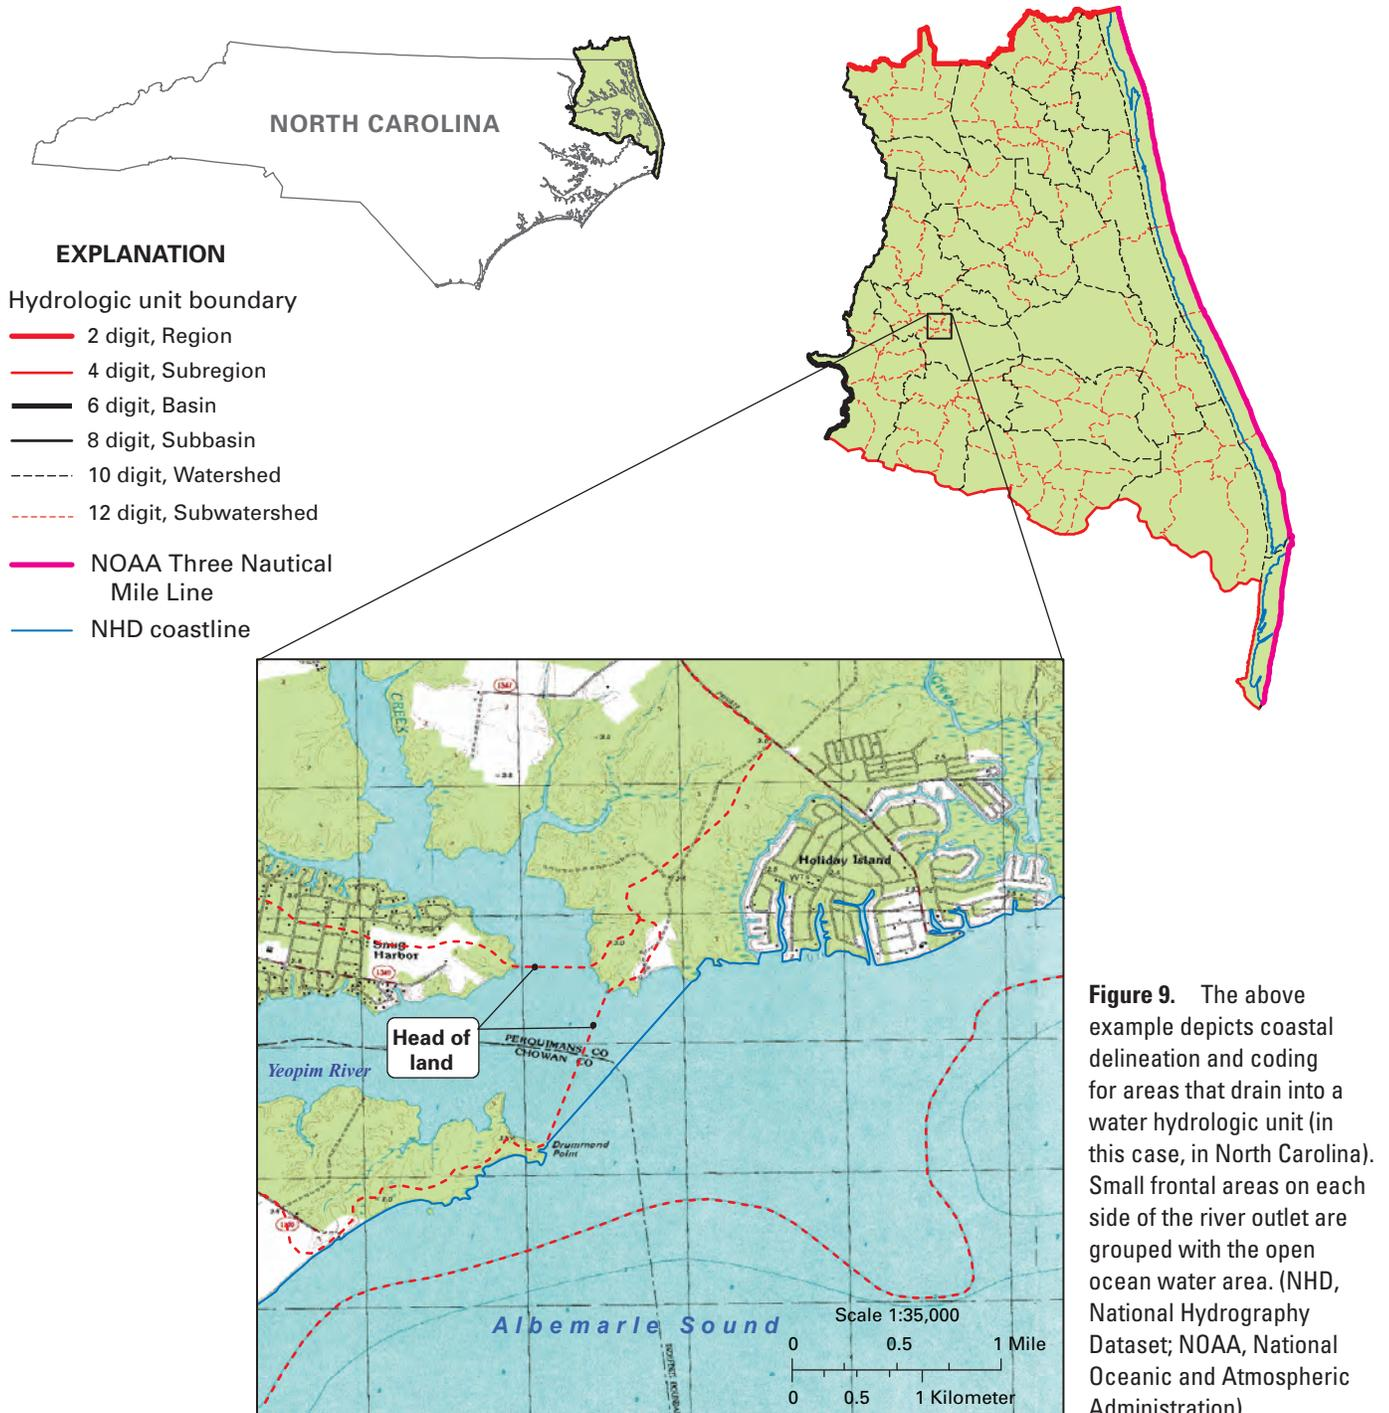 NORTH CAROLINA
EXPLANATION
Hydrologic unit boundary
2 digit, Region
4 digit, Subregion
6 digit, Basin
8 digit, Subbasin
10 digit, Watershed
12 digit, Subwatershed
NOAA Three Nautical
Mile Line
NHD coastline
CREEK
1341
PRIVATE
Creek
Holiday Island
Snug
Harbor
1340
Head of
land
PERQUIMANS CO
CHOWAN CO
Yeopim River
Drummond
Point
Albemarle Sound
Scale 1:35,000
0 0.5 1 Mile
0 0.5 1 Kilometer
Figure 9. The above
example depicts coastal
delineation and coding
for areas that drain into a
water hydrologic unit (in
this case, in North Carolina).
Small frontal areas on each
side of the river outlet are
grouped with the open
ocean water area. (NHD,
National Hydrography
Dataset; NOAA, National
Oceanic and Atmospheric
Administration)